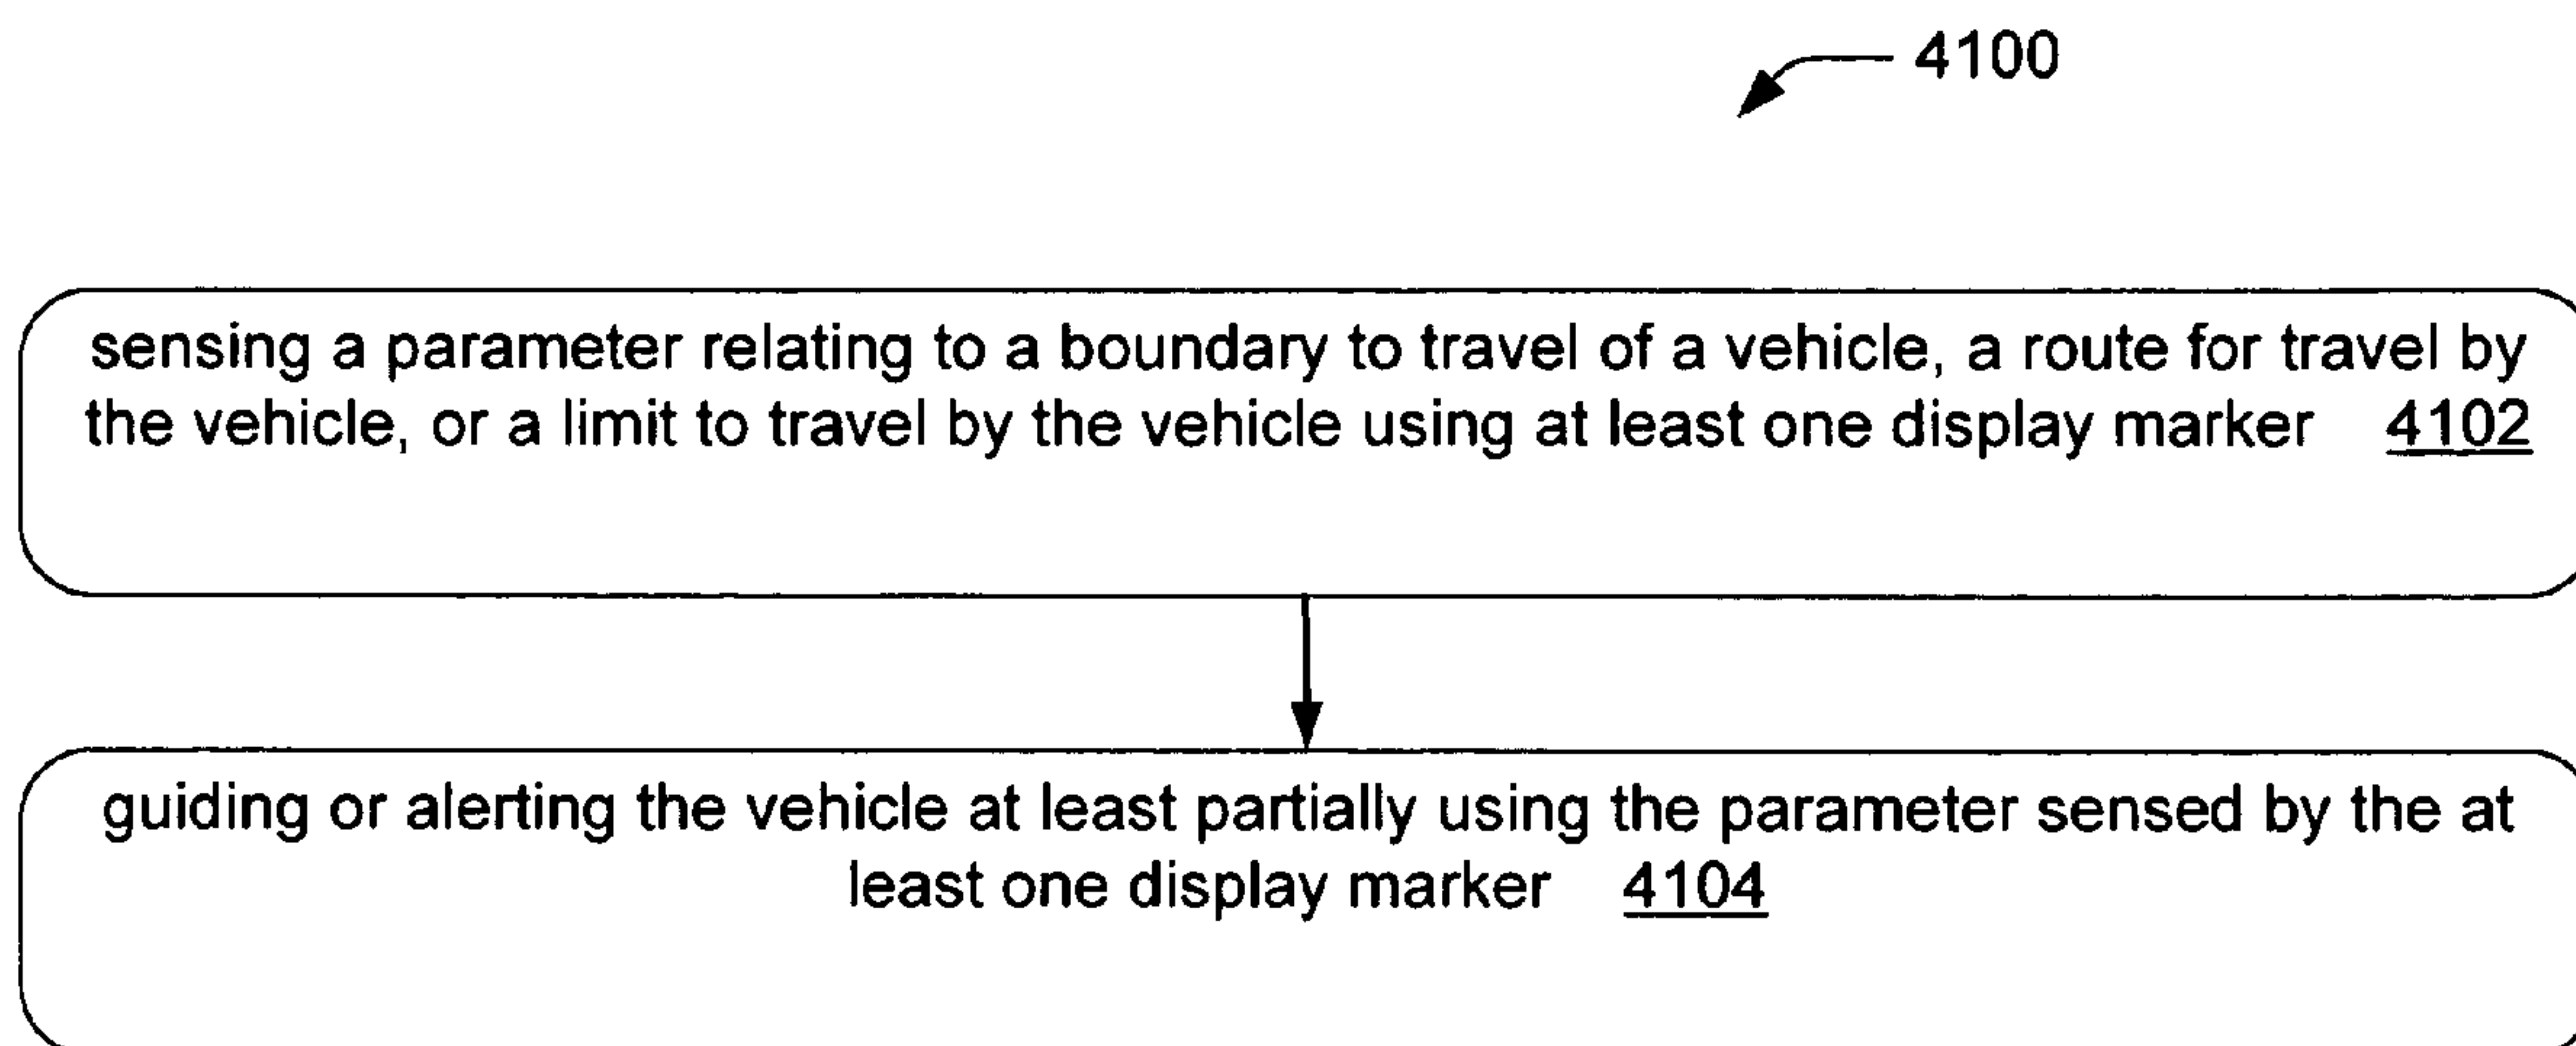 4100
sensing a parameter relating to a boundary to travel of a vehicle, a route for travel by
the vehicle, or a limit to travel by the vehicle using at least one display marker 4102
guiding or alerting the vehicle at least partially using the parameter sensed by the at
least one display marker 4104